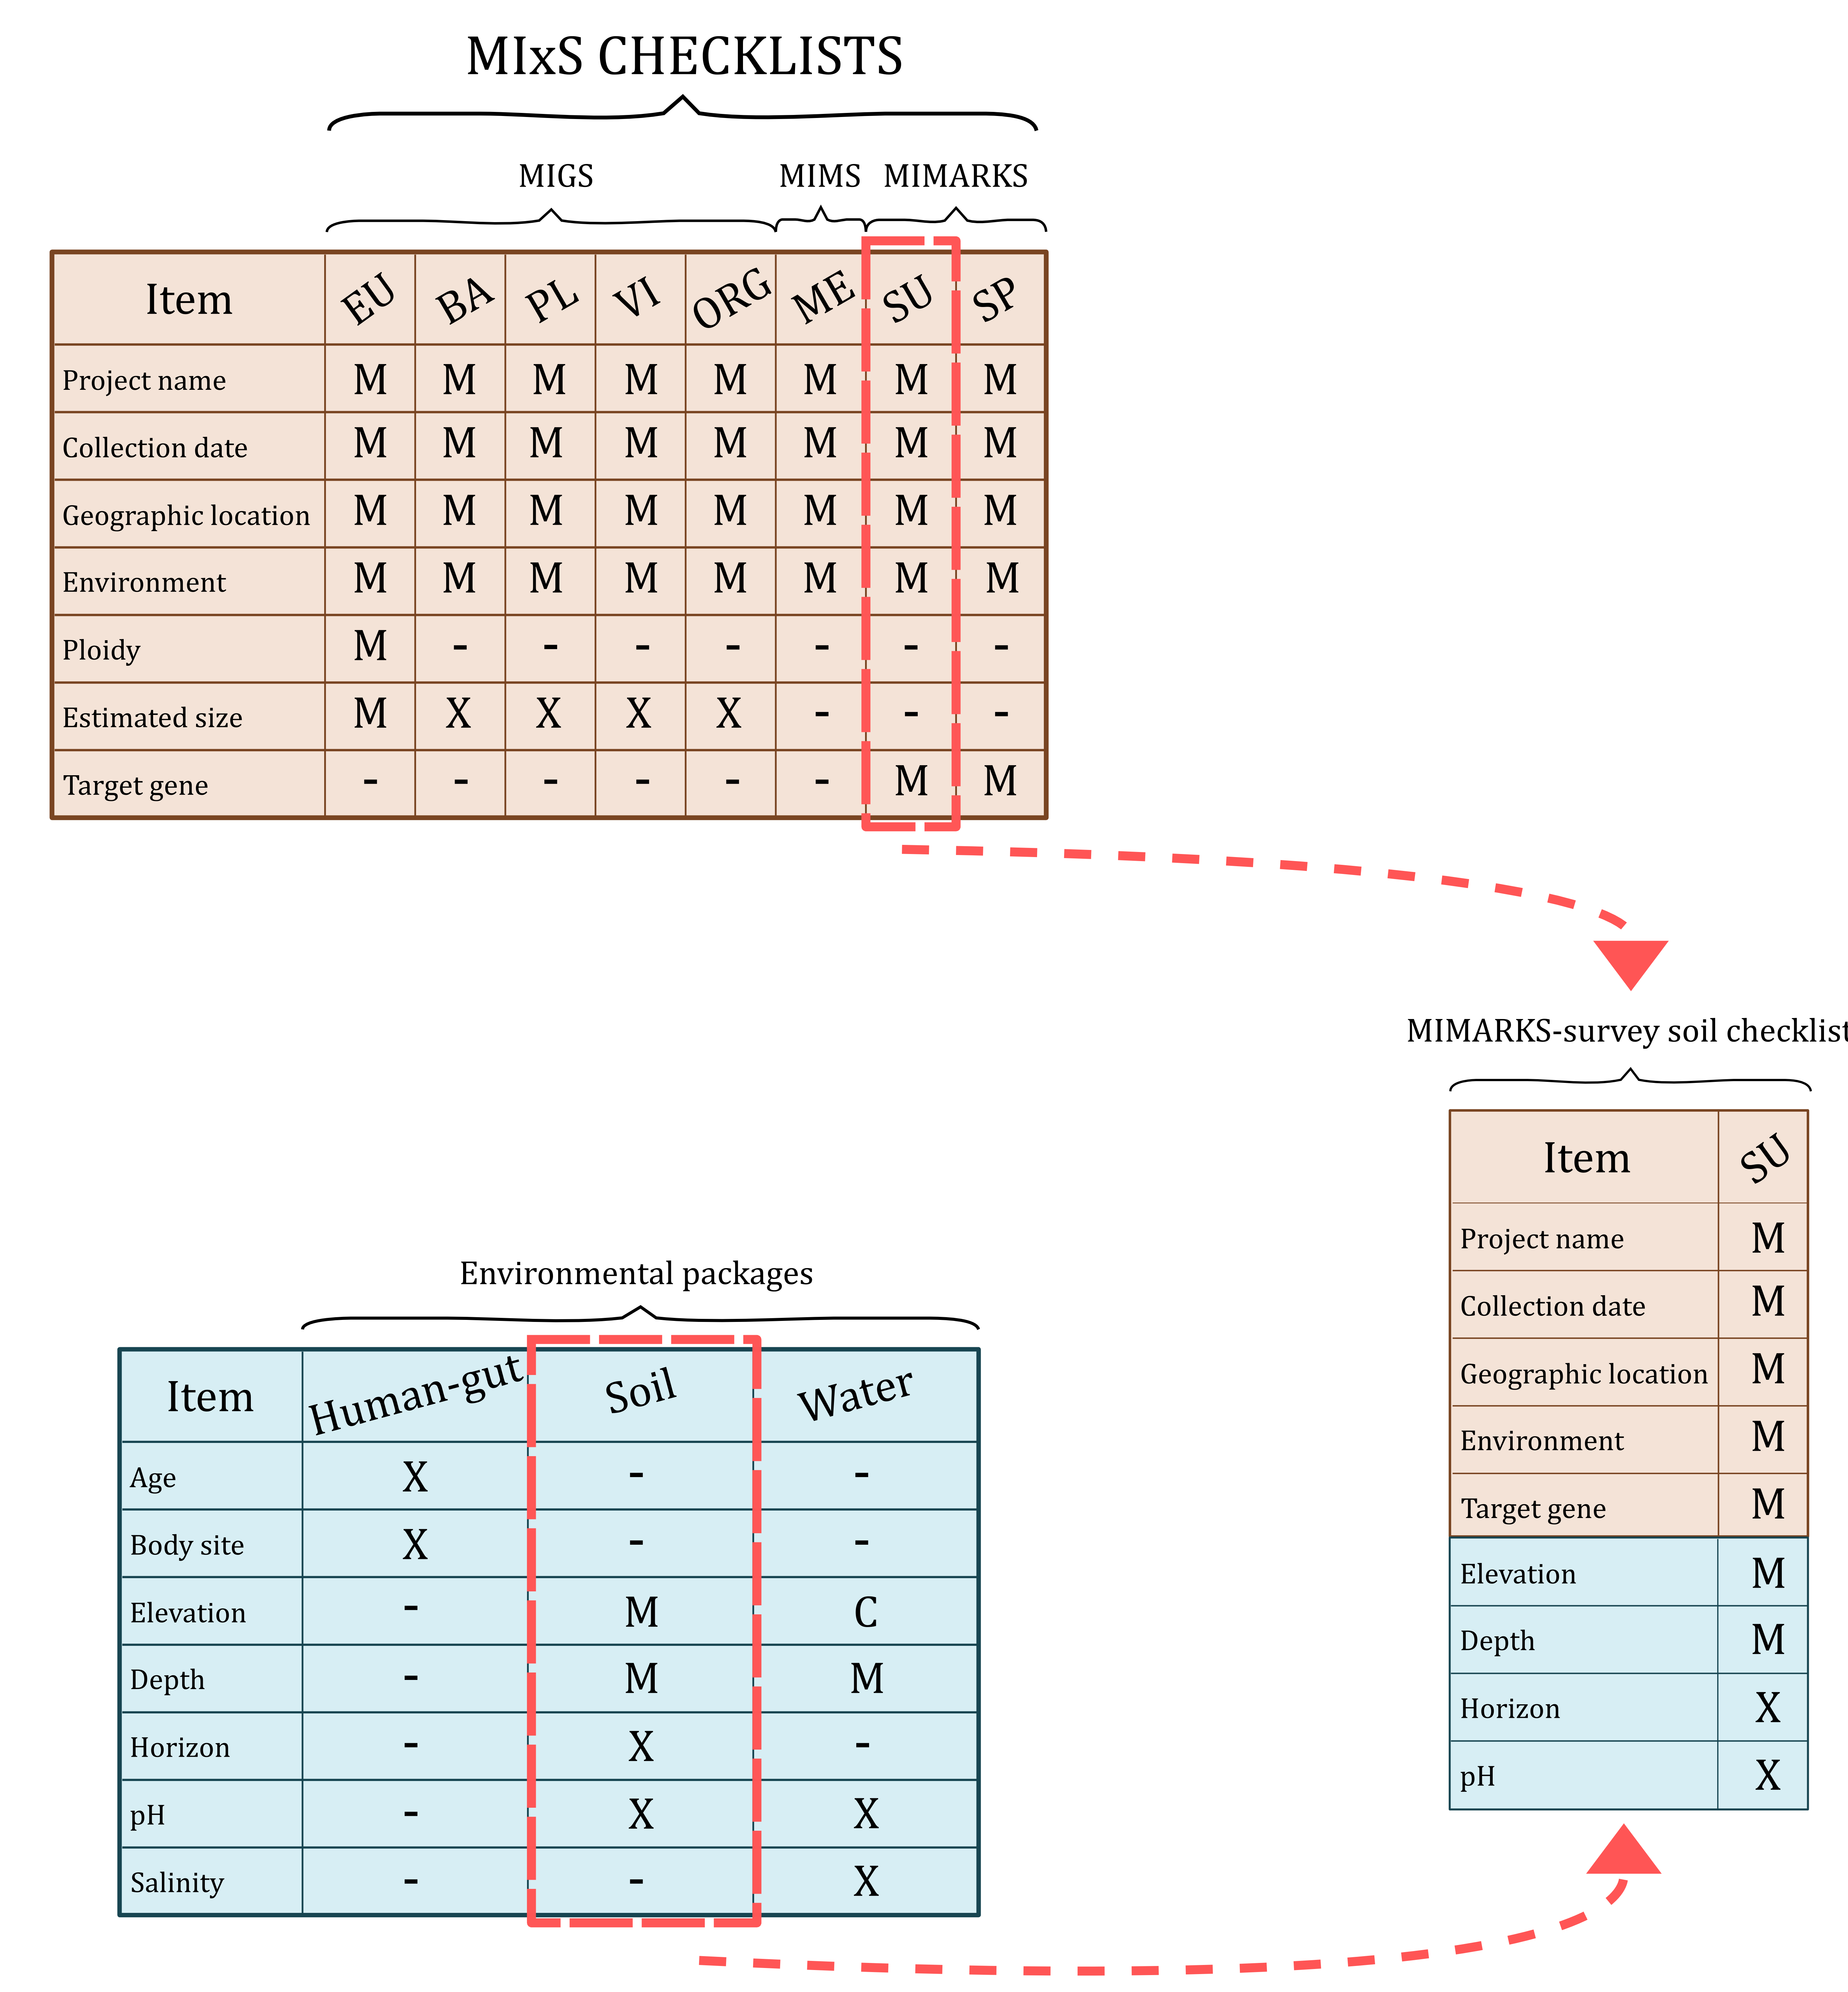 MIxS CHECKLISTS
MIGS MIMS MIMARKS
Item EU BA PL VI ORG ME SU SP
Project name M M M M M M M M
Collection date M M M M M M M M
Geographic location M M M M M M M M
Environment M M M M M M M M
Ploidy M - - - - - - -
Estimated size M X X X X - - -
Target gene - - - - - - M M
MIMARKS-survey soil checklist
Item SU
Project name M
Collection date M
Geographic location M
Environment M
Target gene M
Elevation M
Depth M
Horizon X
pH X
Environmental packages
Item Human-gut Soil Water
Age X - -
Body site X - -
Elevation - M C
Depth - M M
Horizon - X -
pH - X X
Salinity - - X